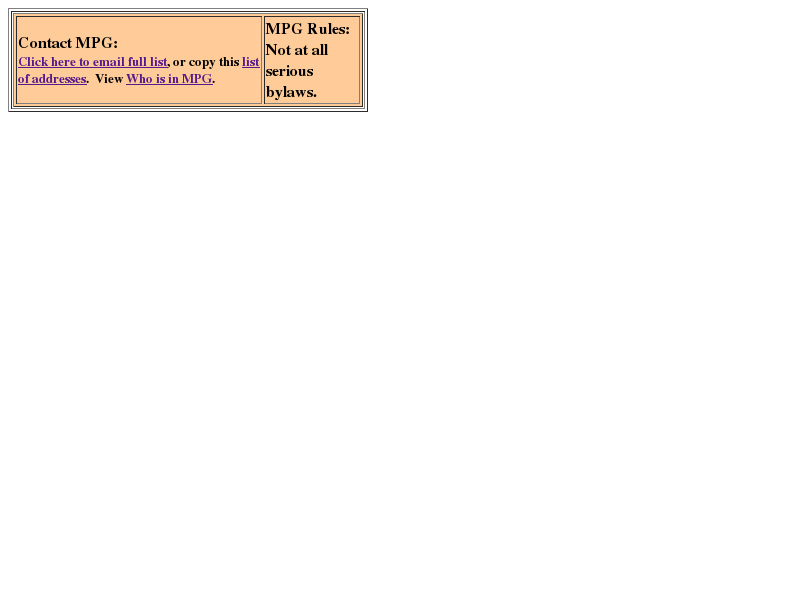 Contact MPG:
Click here to email full list, or copy this list
of addresses.  View Who is in MPG.
MPG Rules:
Not at all
serious
bylaws.